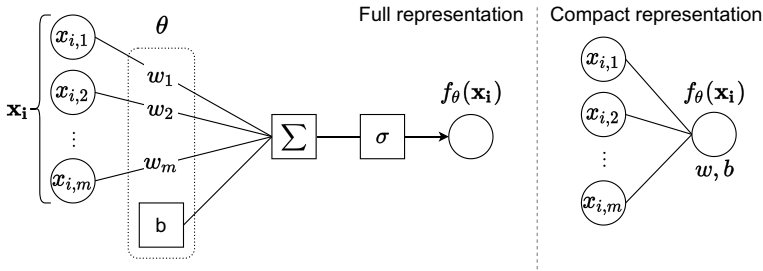 Full representation
Compact representation
θ
x_{i,1}
x_{i,2}
⋮
x_{i,m}
x_i
w_1
w_2
w_m
b
∑
σ
f_θ(x_i)
x_{i,1}
x_{i,2}
⋮
x_{i,m}
f_θ(x_i)
w, b